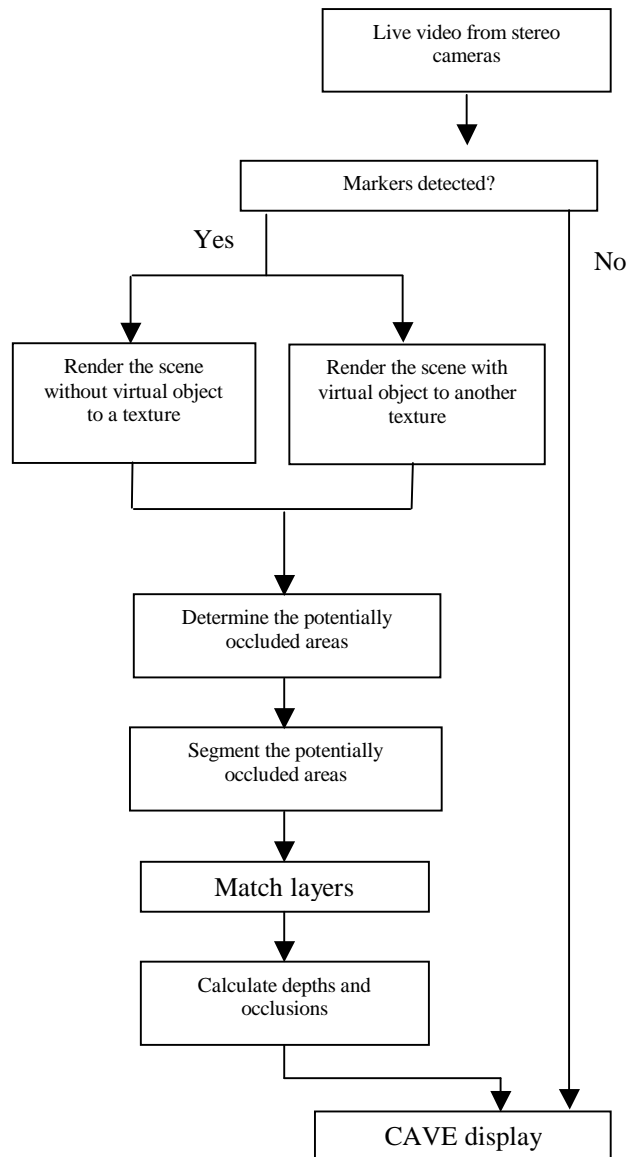 Live video from stereo
cameras
Markers detected?
Yes
No
Render the scene
without virtual object
to a texture
Render the scene with
virtual object to another
texture
Determine the potentially
occluded areas
Segment the potentially
occluded areas
Match layers
Calculate depths and
occlusions
CAVE display